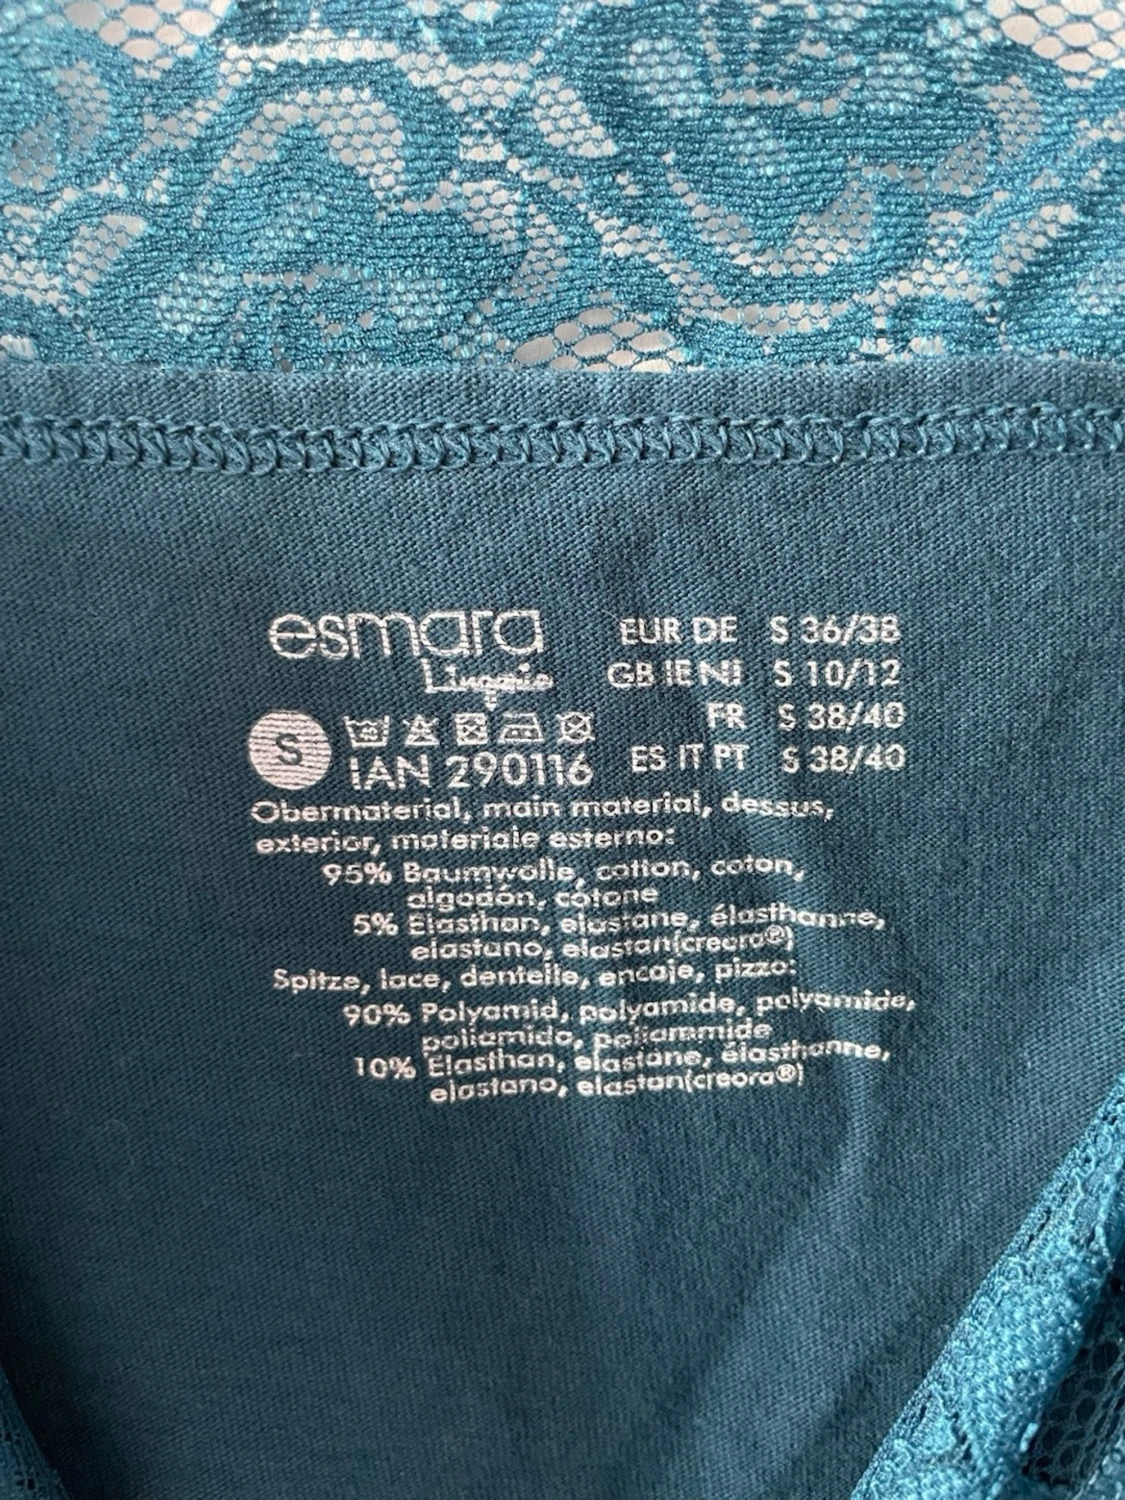 esmara
Lingerie
EUR DE S 36/38
GB IE NI S 10/12
FR S 38/40
ES IT PT S 38/40
S
40
IAN 290116
Obermaterial, main material, dessus,
exterior, materiale esterno:
95% Baumwolle, cotton, coton,
algodón, cotone
5% Elasthan, elastane, élasthanne,
elastano, elastan(creora®)
Spitze, lace, dentelle, encaje, pizzo:
90% Polyamid, polyamide, polyamide,
poliamida, poliammide
10% Elasthan, elastane, élasthanne,
elastano, elastan(creora®)